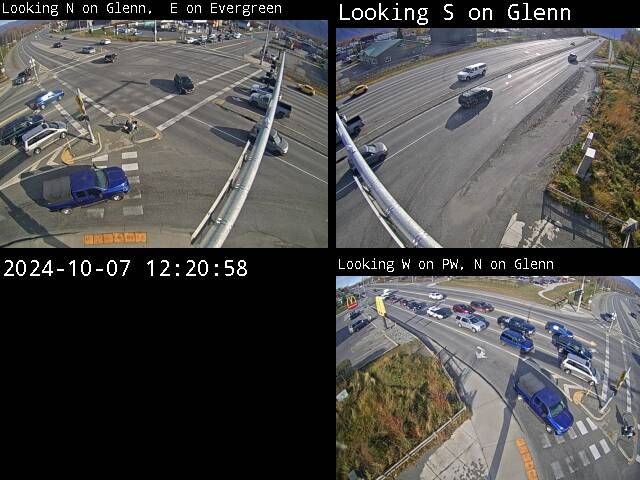 Looking N on Glenn,  E on Evergreen
Looking S on Glenn
2024-10-07 12:20:58
Looking W on PW, N on Glenn